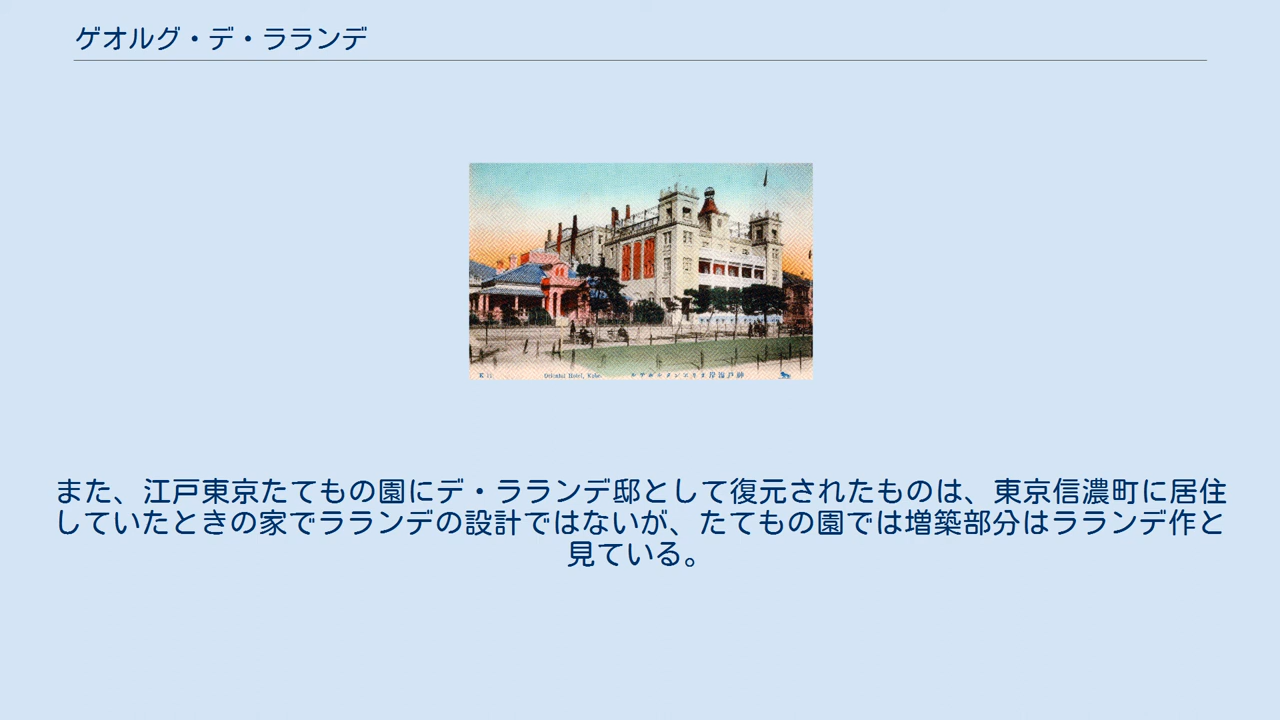 ゲオルグ・デ・ラランデ
また、江戸東京たてもの園にデ・ラランデ邸として復元されたものは、東京信濃町に居住
していたときの家でラランデの設計ではないが、たてもの園では増築部分はラランデ作と
見ている。
Oriental Hotel, Kobe.